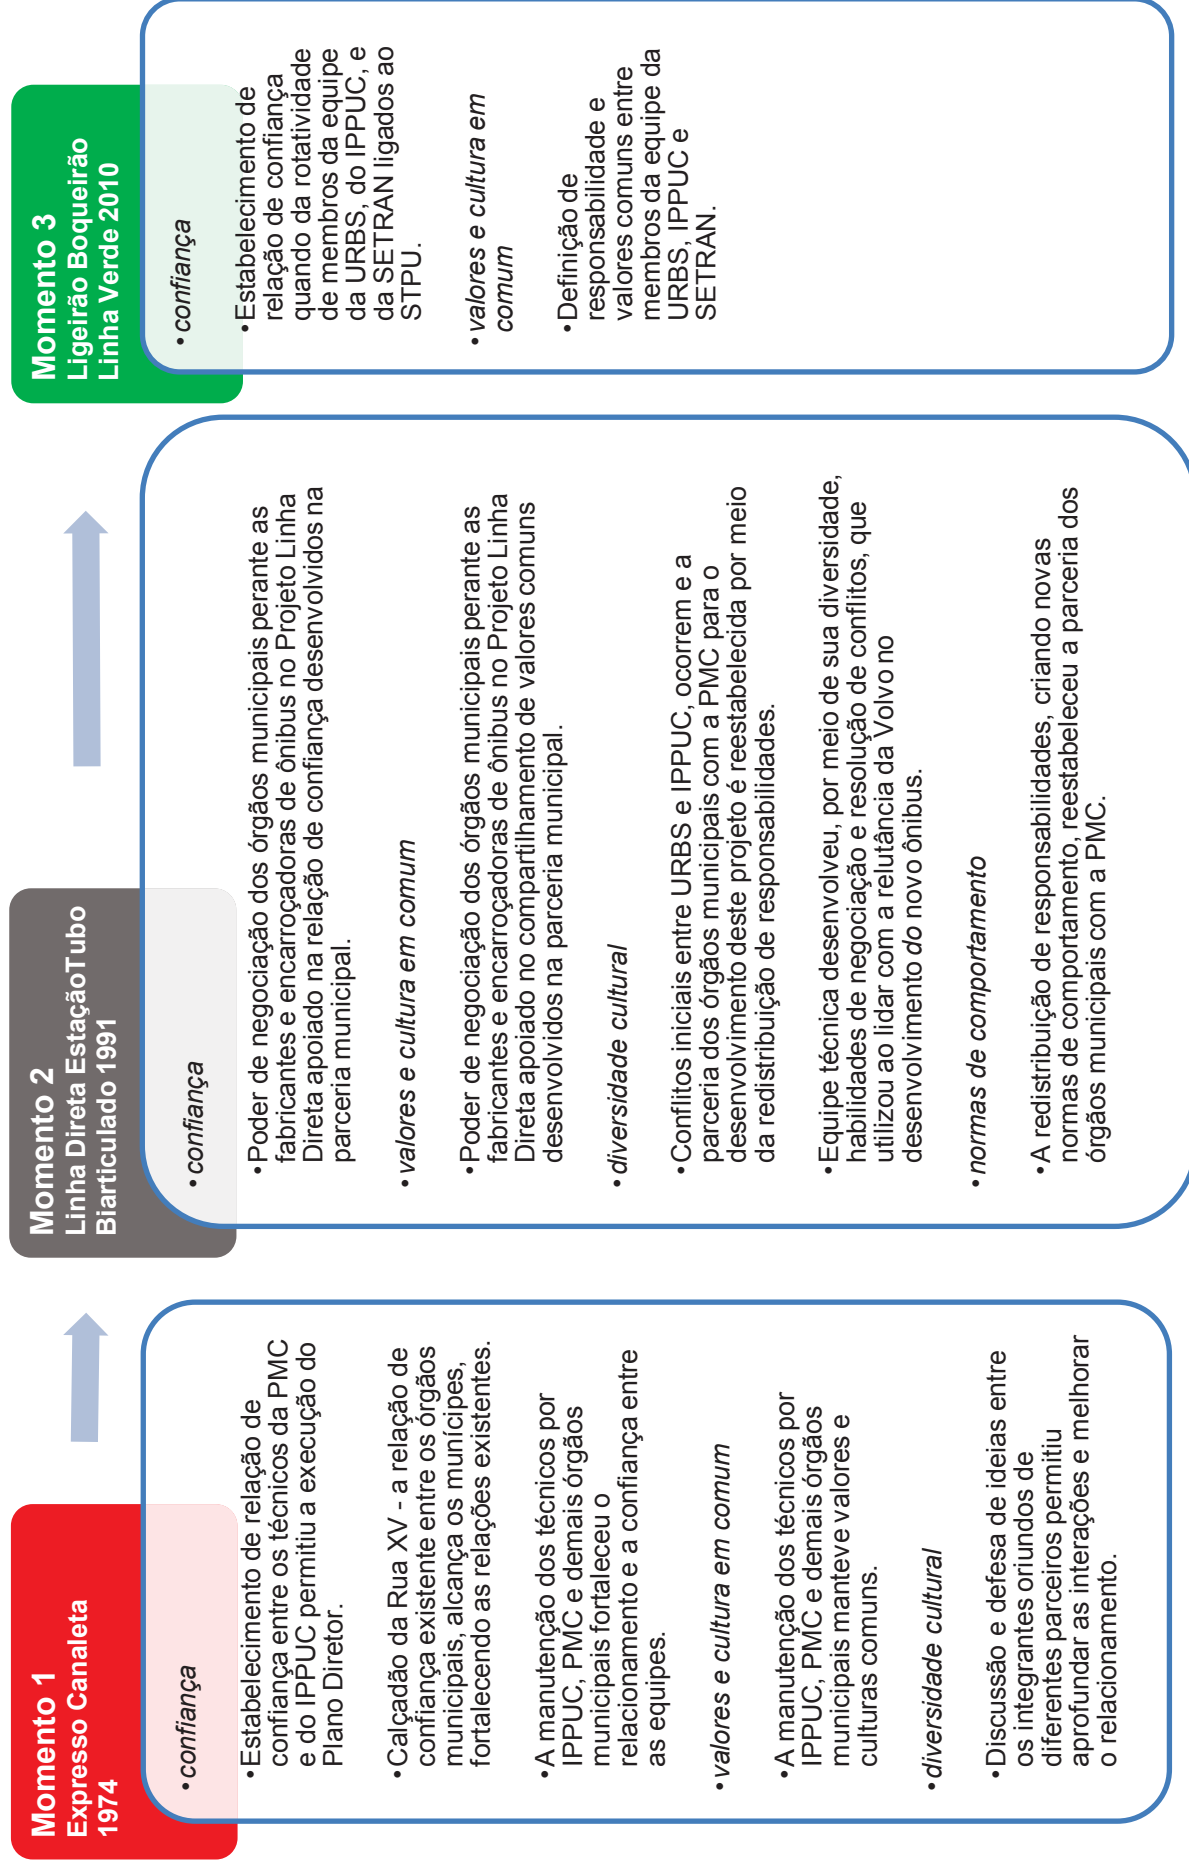 Momento 1
Expresso Canaleta
1974
•confiança
•Estabelecimento de relação de
confiança entre os técnicos da PMC
e do IPPUC permitiu a execução do
Plano Diretor.
•Calçadão da Rua XV - a relação de
confiança existente entre os órgãos
municipais, alcança os munícipes,
fortalecendo as relações existentes.
•A manutenção dos técnicos por
IPPUC, PMC e demais órgãos
municipais fortaleceu o
relacionamento e a confiança entre
as equipes.
•valores e cultura em comum
•A manutenção dos técnicos por
IPPUC, PMC e demais órgãos
municipais manteve valores e
culturas comuns.
•diversidade cultural
•Discussão e defesa de ideias entre
os integrantes oriundos de
diferentes parceiros permitiu
aprofundar as interações e melhorar
o relacionamento.
Momento 2
Linha Direta EstaçãoTubo
Biarticulado 1991
•confiança
•Poder de negociação dos órgãos municipais perante as
fabricantes e encarroçadoras de ônibus no Projeto Linha
Direta apoiado na relação de confiança desenvolvidos na
parceria municipal.
•valores e cultura em comum
•Poder de negociação dos órgãos municipais perante as
fabricantes e encarroçadoras de ônibus no Projeto Linha
Direta apoiado no compartilhamento de valores comuns
desenvolvidos na parceria municipal.
•diversidade cultural
•Conflitos iniciais entre URBS e IPPUC, ocorrem e a
parceria dos órgãos municipais com a PMC para o
desenvolvimento deste projeto é reestabelecida por meio
da redistribuição de responsabilidades.
•Equipe técnica desenvolveu, por meio de sua diversidade,
habilidades de negociação e resolução de conflitos, que
utilizou ao lidar com a relutância da Volvo no
desenvolvimento do novo ônibus.
•normas de comportamento
•A redistribuição de responsabilidades, criando novas
normas de comportamento, reestabeleceu a parceria dos
órgãos municipais com a PMC.
Momento 3
Ligeirão Boqueirão
Linha Verde 2010
•confiança
•Estabelecimento de
relação de confiança
quando da rotatividade
de membros da equipe
da URBS, do IPPUC, e
da SETRAN ligados ao
STPU.
•valores e cultura em
comum
•Definição de
responsabilidade e
valores comuns entre
membros da equipe da
URBS, IPPUC e
SETRAN.